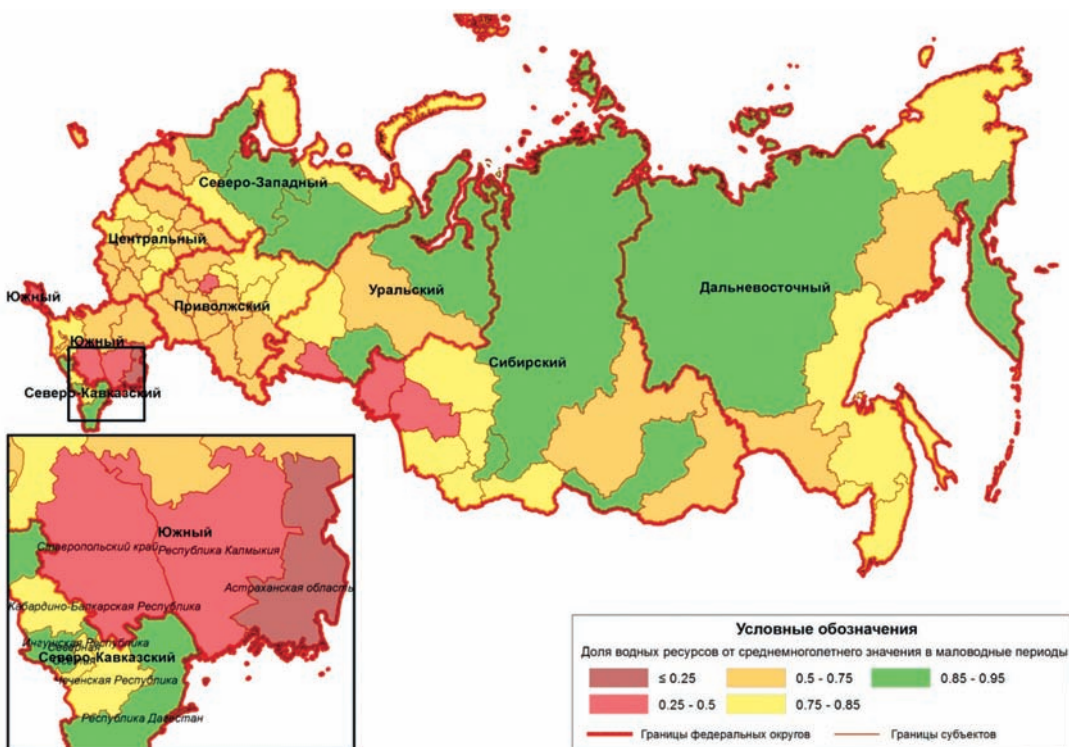 Северо-Западный
Центральный
Уральский
Дальневосточный
Южный
Приволжский
Южный
Сибирский
Северо-Кавказский
Южный
Ставропольский край
Республика Калмыкия
Астраханская область
Кабардино-Балкарская Республика
Ингушская Республика
Северная
Осетия
Северо-Кавказский
Чеченская Республика
Республика Дагестан
Условные обозначения
Доля водных ресурсов от среднемноголетнего значения в маловодные периоды
≤ 0.25
0.5 - 0.75
0.85 - 0.95
0.25 - 0.5
0.75 - 0.85
Границы федеральных округов
Границы субъектов